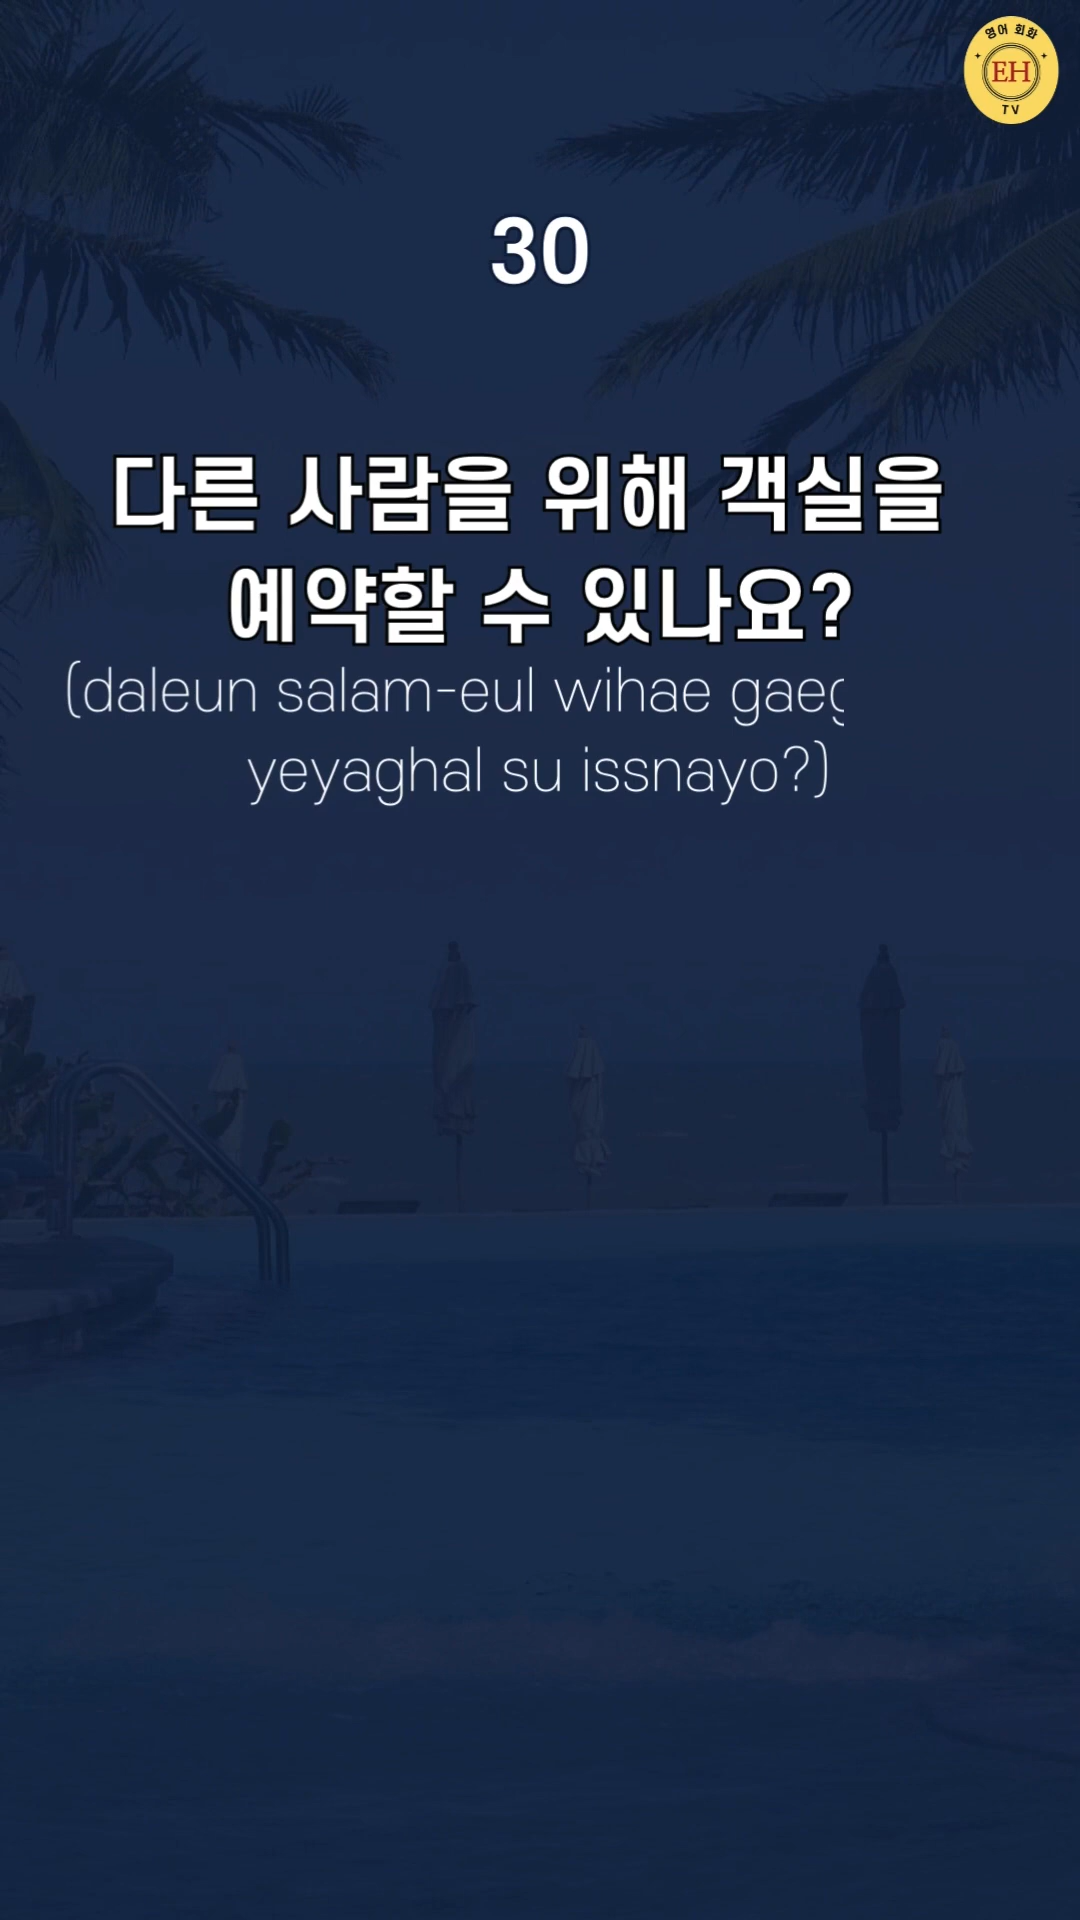 영어 회화
EH
TV
30
다른 사람을 위해 객실을
예약할 수 있나요?
(daleun salam-eul wihae
yeyaghal su issnayo?)